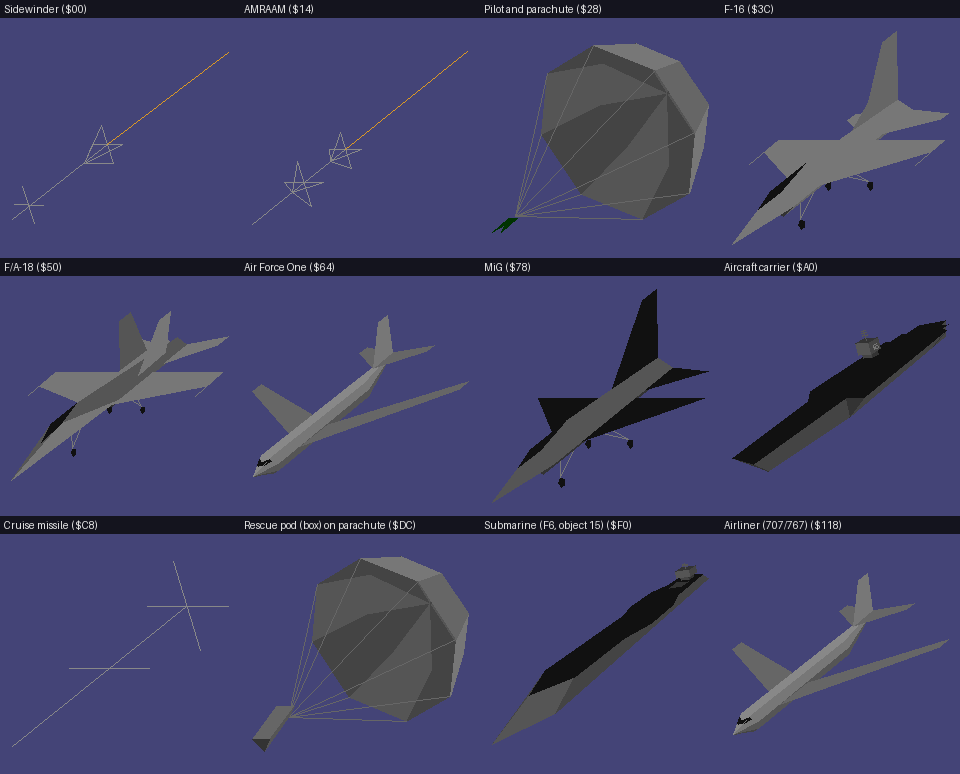 Sidewinder ($00)
AMRAAM ($14)
Pilot and parachute ($28)
F-16 ($3C)
F/A-18 ($50)
Air Force One ($64)
MiG ($78)
Aircraft carrier ($A0)
Cruise missile ($C8)
Rescue pod (box) on parachute ($DC)
Submarine (F6, object 15) ($F0)
Airliner (707/767) ($118)